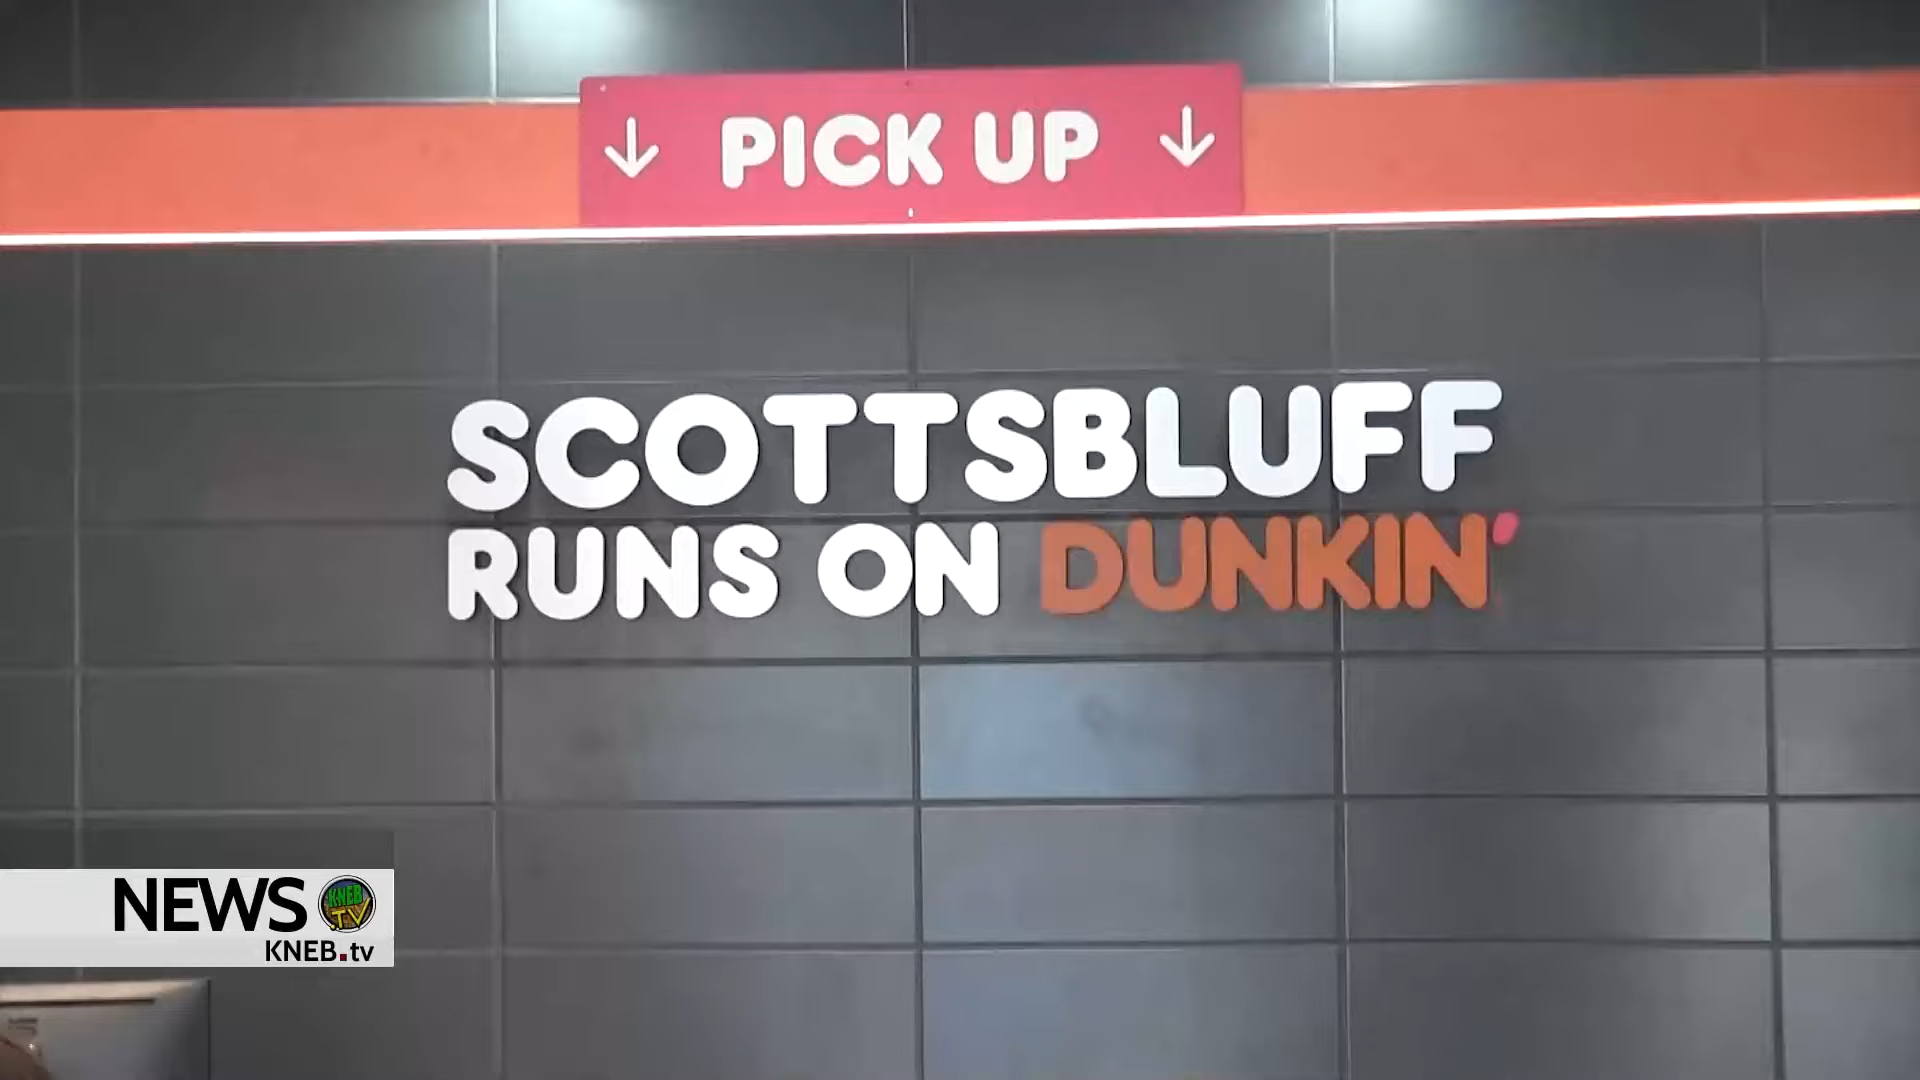 ↓ PICK UP ↓
SCOTTSBLUFF
RUNS ON DUNKIN'
NEWS KNEB
.TV
KNEB.tv